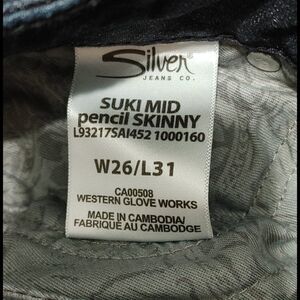 Silver
JEANS CO.
SUKI MID
pencil SKINNY
L93217SAI452 1000160
W26/L31
CA00508
WESTERN GLOVE WORKS
MADE IN CAMBODIA/
FABRIQUÉ AU CAMBODGE